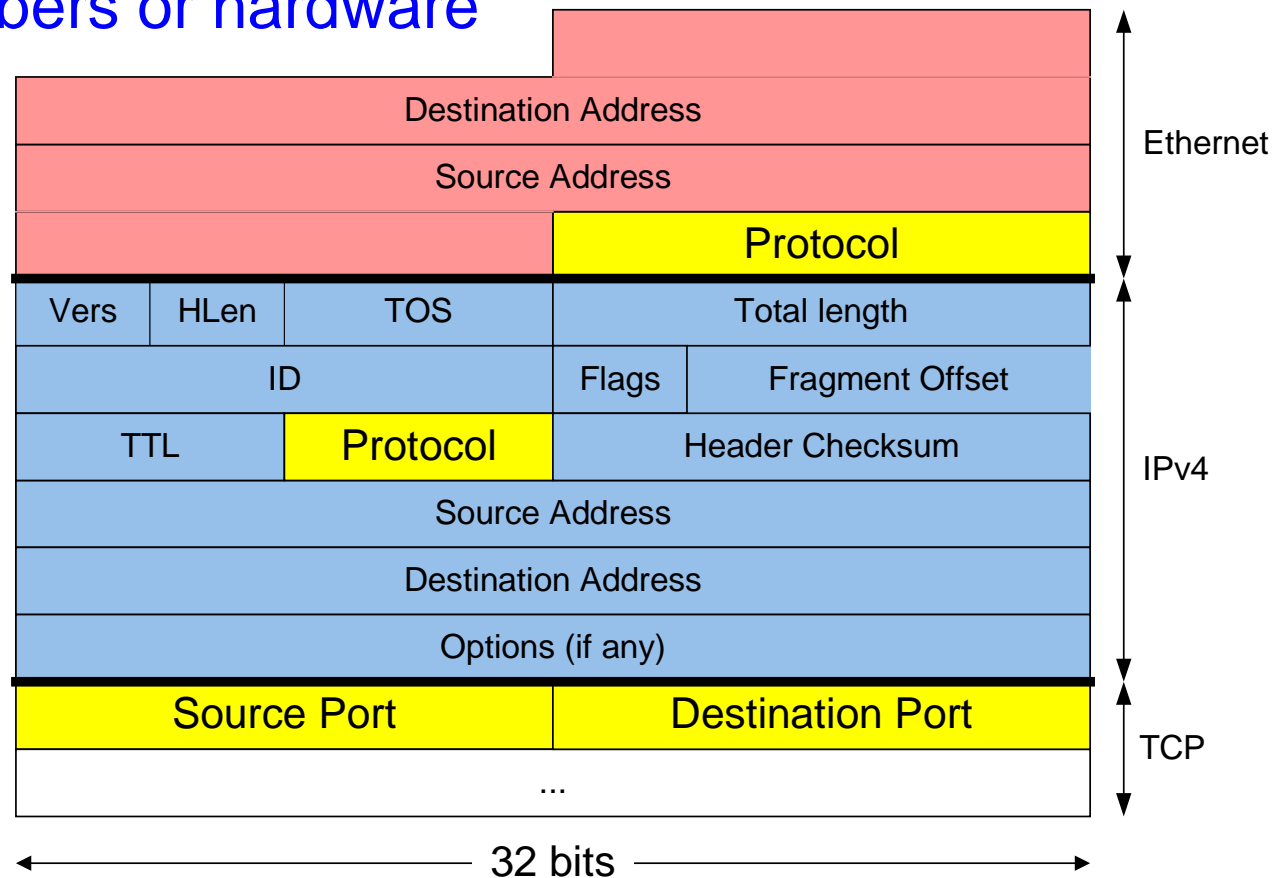 bers or hardware
Destination Address
Ethernet
Source Address
Protocol
Vers HLen TOS Total length
ID Flags Fragment Offset
TTL Protocol Header Checksum
IPv4
Source Address
Destination Address
Options (if any)
Source Port Destination Port
TCP
...
32 bits